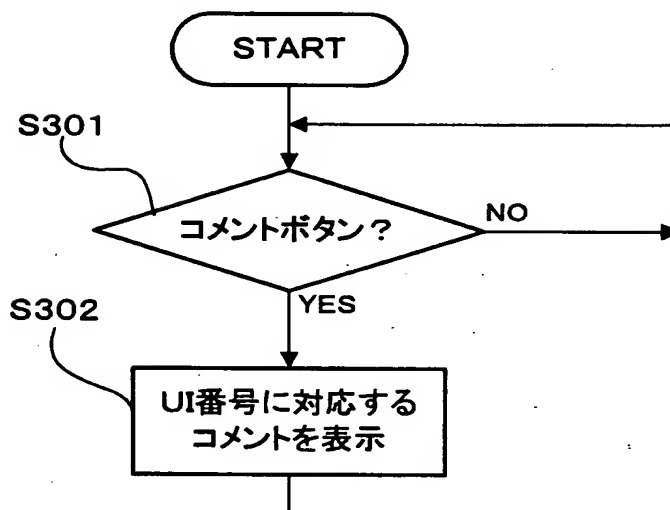 START
S301
コメントボタン？
NO
YES
S302
UI番号に対応する
コメントを表示